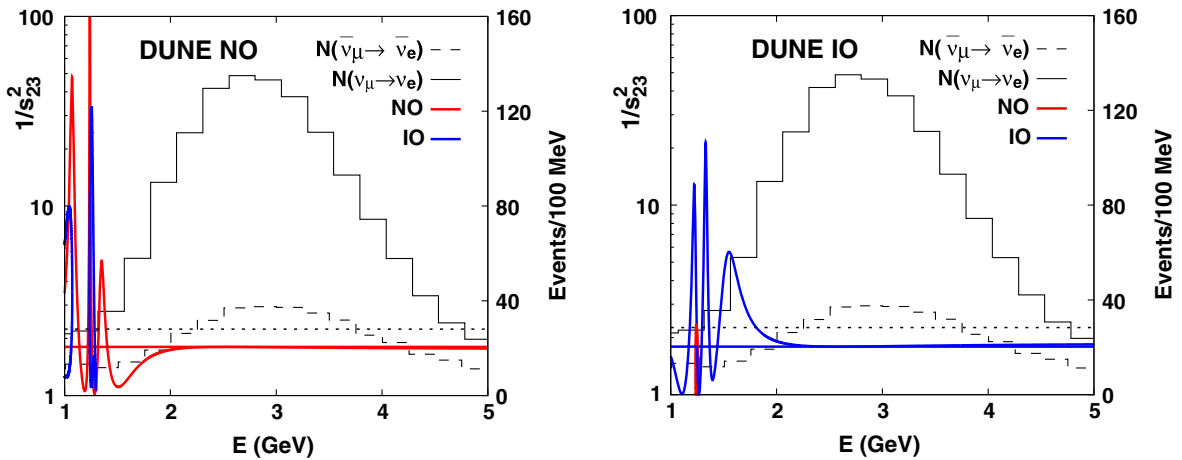 DUNE NO
N(ν̅μ→ ν̅e)
N(νμ→νe)
NO
IO
1/s²₂₃
100
10
1
1 2 3 4 5
E (GeV)
160
120
80
40
0
Events/100 MeV
DUNE IO
N(ν̅μ→ ν̅e)
N(νμ→νe)
NO
IO
1/s²₂₃
100
10
1
1 2 3 4 5
E (GeV)
160
120
80
40
0
Events/100 MeV